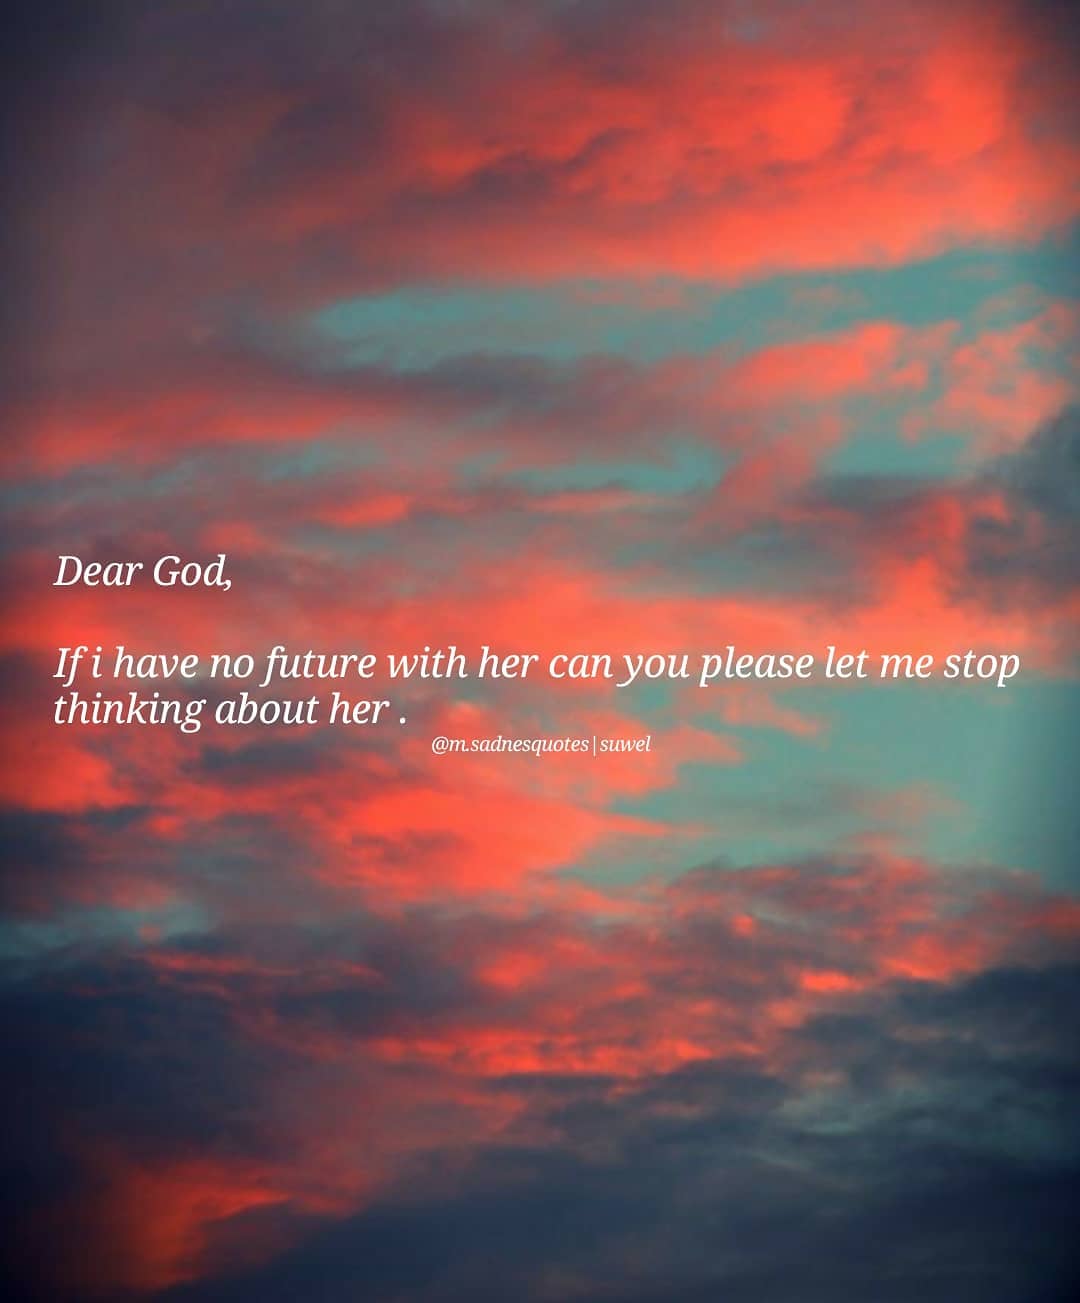 Dear God,
If i have no future with her can you please let me stop
thinking about her .
@m.sadnesquotes|suwel